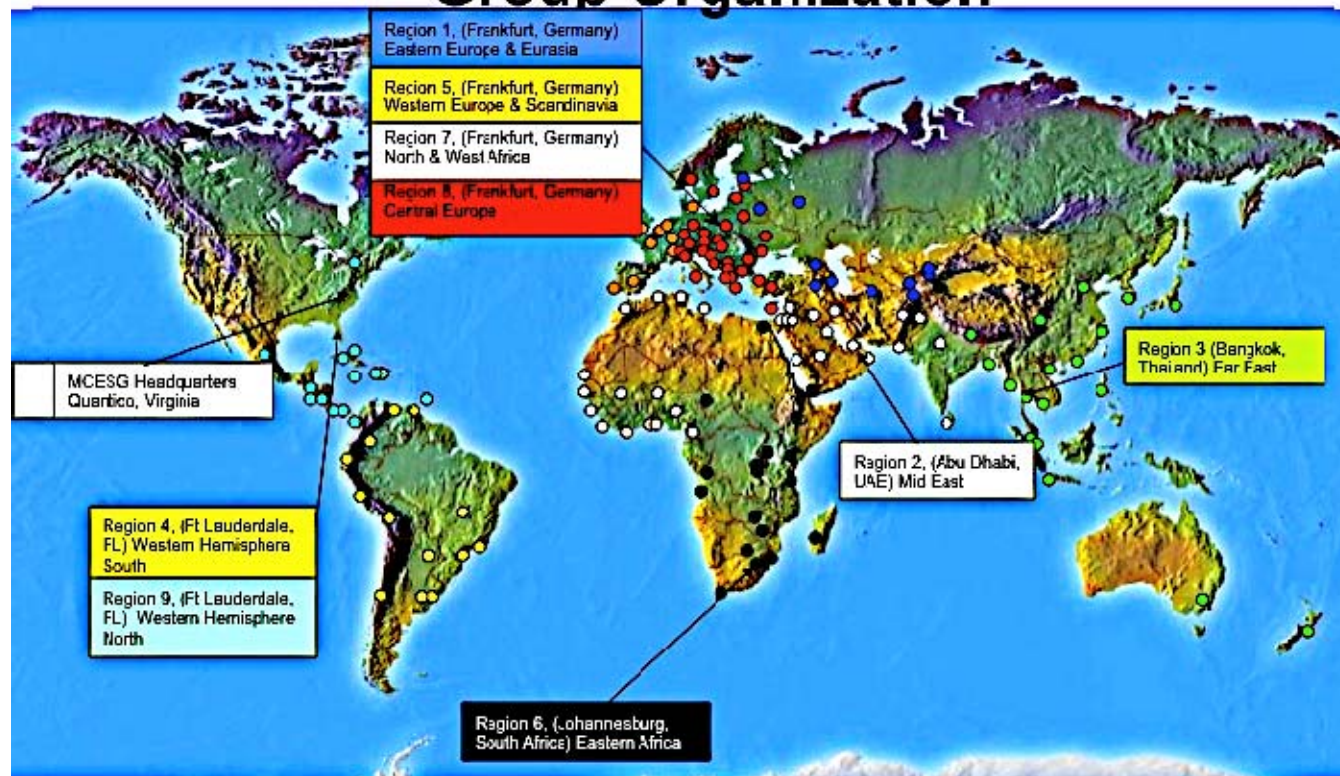 Group Organization
Region 1, (Frankfurt, Germany)
Eastern Europe & Eurasia
Region 5, (Frankfurt, Germany)
Western Europe & Scandinavia
Region 7, (Frankfurt, Germany)
North & West Africa
Region 8, (Frankfurt, Germany)
Central Europe
Region 3 (Bangkok,
Thailand) Far East
MCESG Headquarters
Quantico, Virginia
Region 2, (Abu Dhabi,
UAE) Mid East
Region 4, (Ft Lauderdale,
FL) Western Hemisphere
South
Region 9, (Ft Lauderdale,
FL) Western Hemisphere
North
Region 6, (Johannesburg,
South Africa) Eastern Africa